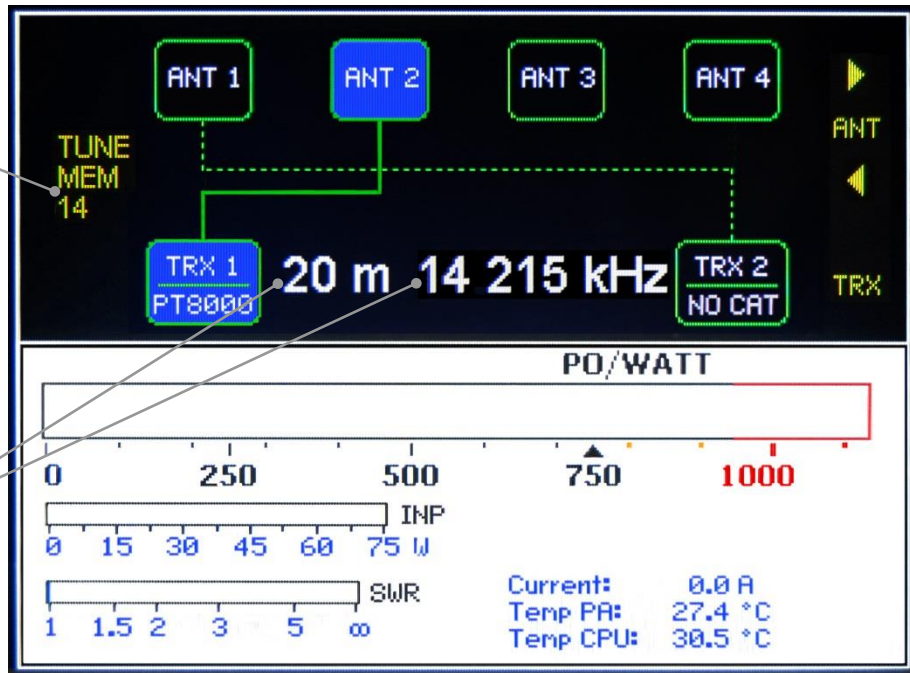 ANT 1 ANT 2 ANT 3 ANT 4
ANT
TUNE
MEM
14
TRX 1
PT8000
20 m 14 215 kHz
TRX 2
NO CAT
TRX
PO/WATT
0 250 500 750 1000
INP
0 15 30 45 60 75 W
SWR
1 1.5 2 3 5 ∞
Current: 0.0 A
Temp PA: 27.4 °C
Temp CPU: 30.5 °C